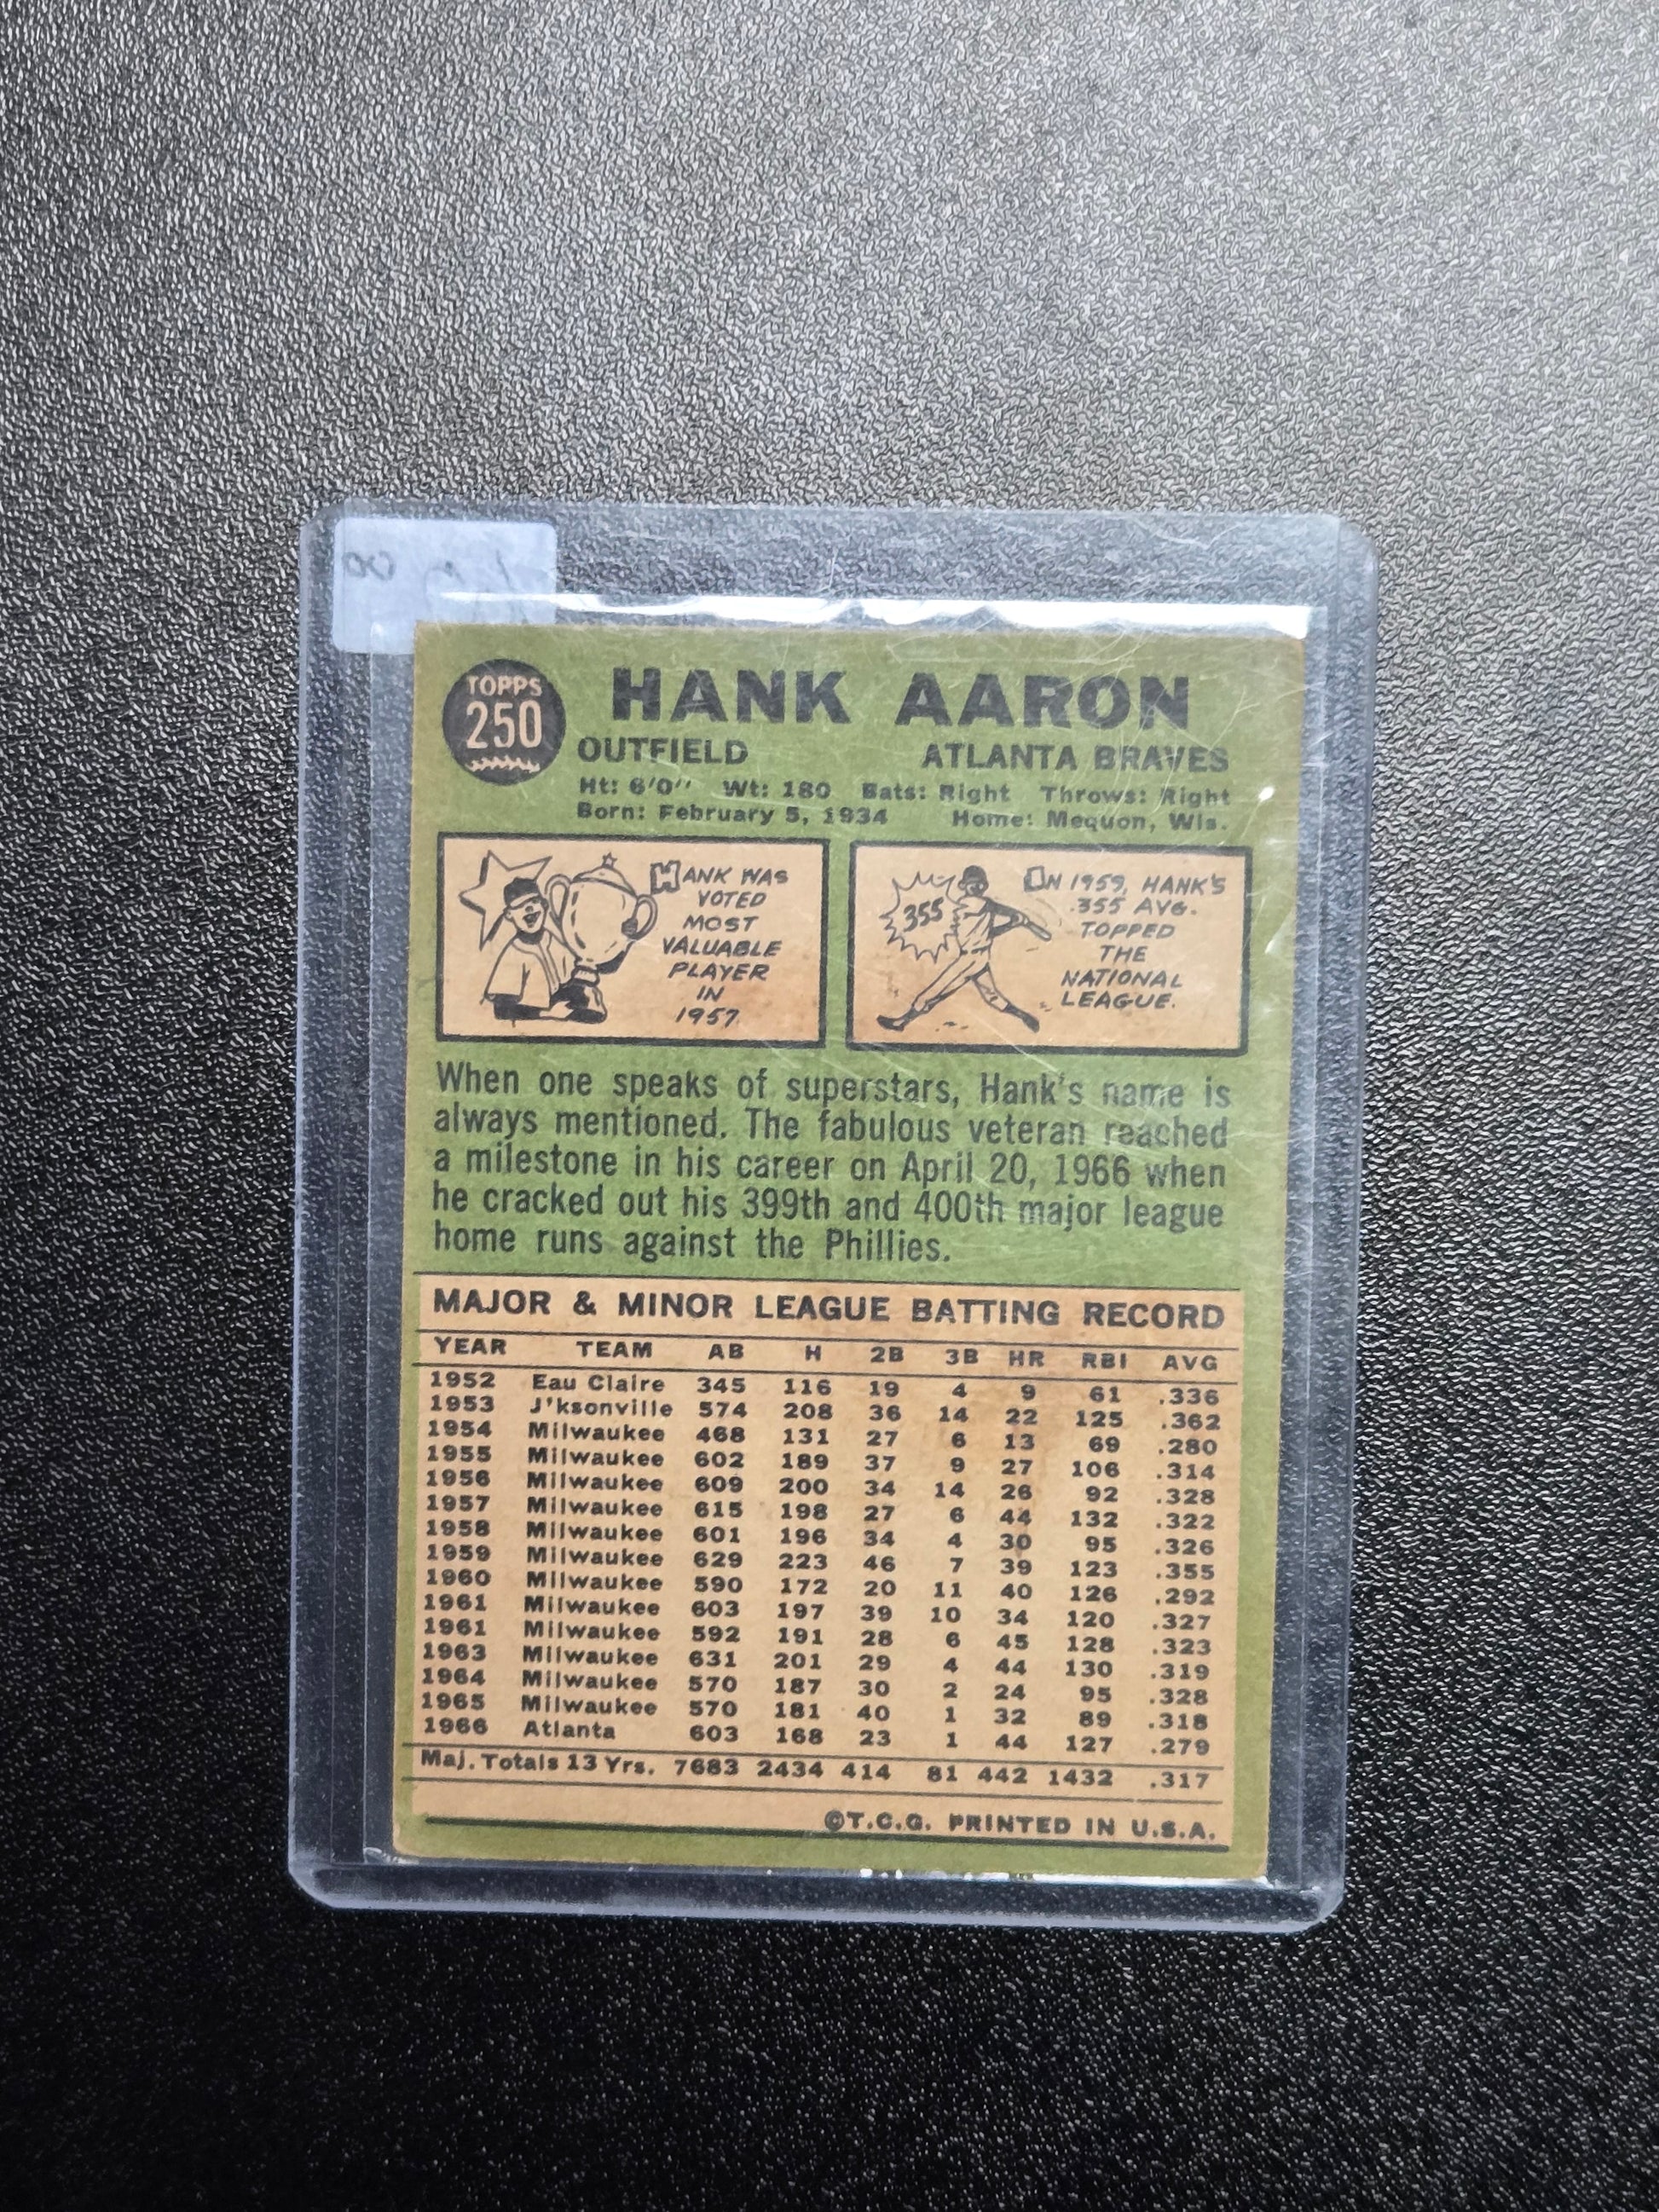 TOPPS
250
HANK AARON
OUTFIELD ATLANTA BRAVES
Ht: 6'0" Wt: 180 Bats: Right Throws: Right
Born: February 5, 1934 Home: Mequon, Wis.
HANK WAS
VOTED
MOST
VALUABLE
PLAYER
IN
1957.
355
IN 1959, HANK'S
.355 AVG.
TOPPED
THE
NATIONAL
LEAGUE.
When one speaks of superstars, Hank's name is
always mentioned. The fabulous veteran reached
a milestone in his career on April 20, 1966 when
he cracked out his 399th and 400th major league
home runs against the Phillies.
MAJOR & MINOR LEAGUE BATTING RECORD
YEAR TEAM AB H 2B 3B HR RBI AVG
1952 Eau Claire 345 116 19 4 9 61 .336
1953 J'ksonville 574 208 36 14 22 125 .362
1954 Milwaukee 468 131 27 6 13 69 .280
1955 Milwaukee 602 189 37 9 27 106 .314
1956 Milwaukee 609 200 34 14 26 92 .328
1957 Milwaukee 615 198 27 6 44 132 .322
1958 Milwaukee 601 196 34 4 30 95 .326
1959 Milwaukee 629 223 46 7 39 123 .355
1960 Milwaukee 590 172 20 11 40 126 .292
1961 Milwaukee 603 197 39 10 34 120 .327
1961 Milwaukee 592 191 28 6 45 128 .323
1963 Milwaukee 631 201 29 4 44 130 .319
1964 Milwaukee 570 187 30 2 24 95 .328
1965 Milwaukee 570 181 40 1 32 89 .318
1966 Atlanta 603 168 23 1 44 127 .279
Maj. Totals 13 Yrs. 7683 2434 414 81 442 1432 .317
©T.C.G. PRINTED IN U.S.A.